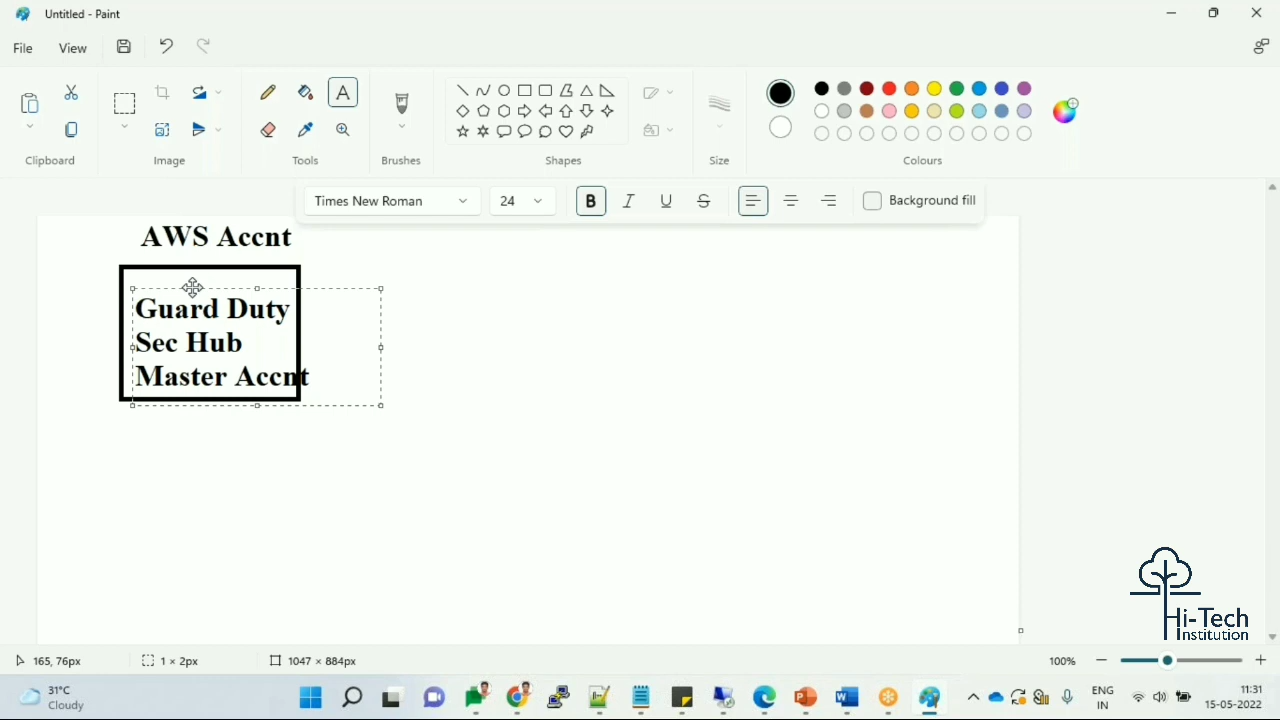 Untitled - Paint
File
View
Clipboard
Image
Tools
Brushes
Shapes
Size
Colours
Times New Roman
24
B
I
U
S
Background fill
AWS Accnt
Guard Duty
Sec Hub
Master Accnt
Hi-Tech
Institution
165, 76px
1 × 2px
1047 × 884px
100%
31°C
Cloudy
ENG
IN
11:31
15-05-2022